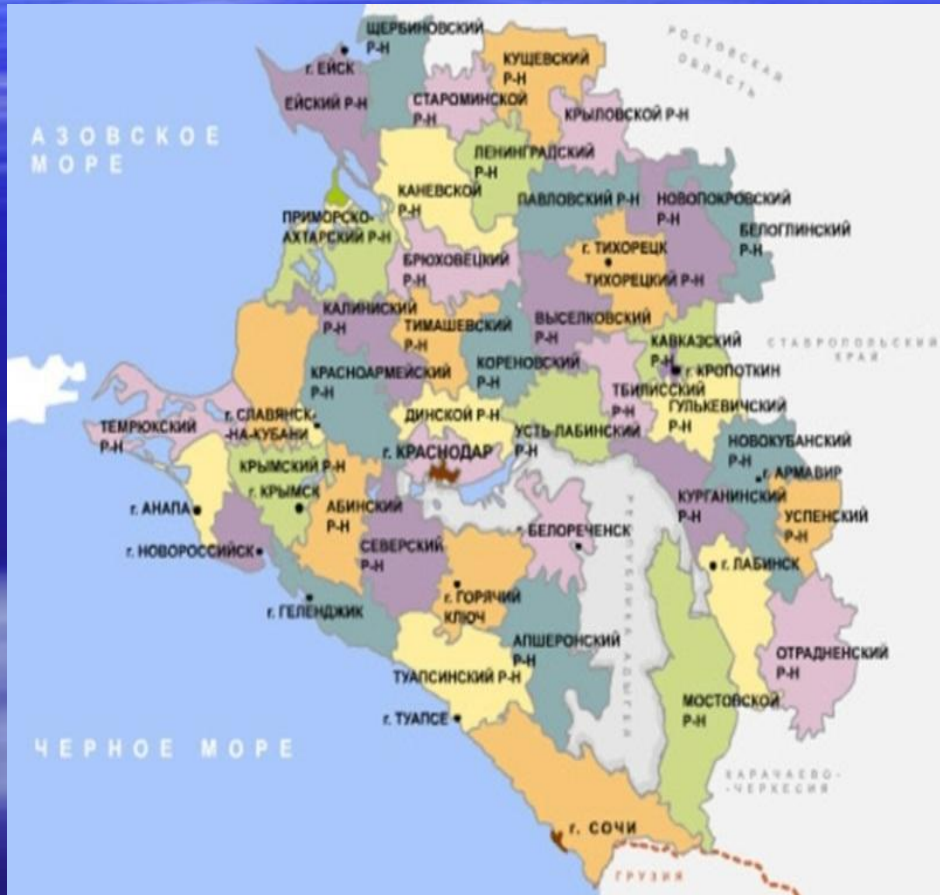 ЩЕРБИНОВСКИЙ
Р-Н
г. ЕЙСК
ЕЙСКИЙ Р-Н
КУЩЕВСКИЙ
Р-Н
РОСТОВСКАЯ
ОБЛАСТЬ
СТАРОМИНСКОЙ
Р-Н
КРЫЛОВСКОЙ Р-Н
АЗОВСКОЕ
МОРЕ
ЛЕНИНГРАДСКИЙ
Р-Н
КАНЕВСКОЙ
Р-Н
ПАВЛОВСКИЙ Р-Н
НОВОПОКРОВСКИЙ
Р-Н
БЕЛОГЛИНСКИЙ
Р-Н
ПРИМОРСКО-
АХТАРСКИЙ Р-Н
БРЮХОВЕЦКИЙ
Р-Н
г. ТИХОРЕЦК
ТИХОРЕЦКИЙ Р-Н
КАЛИНИСКИЙ
Р-Н
ТИМАШЕВСКИЙ
Р-Н
ВЫСЕЛКОВСКИЙ
Р-Н
КАВКАЗСКИЙ
Р-Н
г. КРОПОТКИН
СТАВРОПОЛЬСКИЙ
КРАЙ
КРАСНОАРМЕЙСКИЙ
Р-Н
КОРЕНОВСКИЙ
Р-Н
ТБИЛИССКИЙ
Р-Н
ГУЛЬКЕВИЧСКИЙ
Р-Н
ТЕМРЮКСКИЙ
Р-Н
г. СЛАВЯНСК-
-НА-КУБАНИ
ДИНСКОЙ Р-Н
УСТЬ-ЛАБИНСКИЙ
Р-Н
г. КРАСНОДАР
НОВОКУБАНСКИЙ
Р-Н
г. АРМАВИР
КРЫМСКИЙ Р-Н
г. КРЫМСК
г. АНАПА
АБИНСКИЙ
Р-Н
КУРГАНИНСКИЙ
Р-Н
УСПЕНСКИЙ
Р-Н
г. НОВОРОССИЙСК
СЕВЕРСКИЙ
Р-Н
г. БЕЛОРЕЧЕНСК
РЕСПУБЛИКА АДЫГЕЯ
г. ЛАБИНСК
г. ГЕЛЕНДЖИК
г. ГОРЯЧИЙ
КЛЮЧ
АПШЕРОНСКИЙ
Р-Н
ОТРАДНЕНСКИЙ
Р-Н
ТУАПСИНСКИЙ Р-Н
МОСТОВСКОЙ
Р-Н
г. ТУАПСЕ
ЧЕРНОЕ МОРЕ
КАРАЧАЕВО-
-ЧЕРКЕСИЯ
г. СОЧИ
ГРУЗИЯ